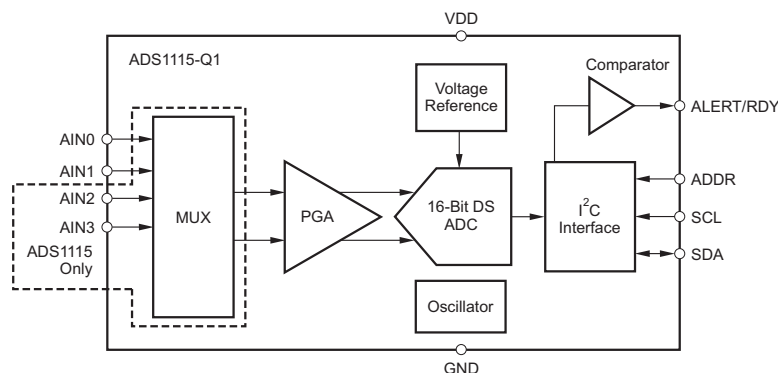 VDD
ADS1115-Q1
Comparator
Voltage
Reference
ALERT/RDY
AIN0
AIN1
AIN2
AIN3
ADS1115
Only
MUX
PGA
16-Bit DS
ADC
I2C
Interface
ADDR
SCL
SDA
Oscillator
GND